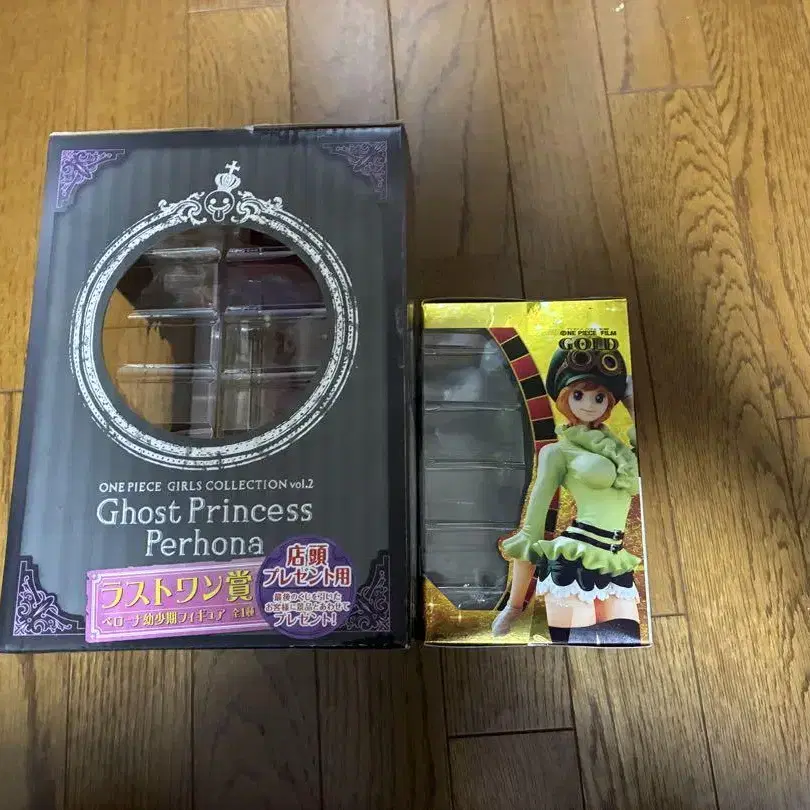 ONE PIECE GIRLS COLLECTION vol.2
Ghost Princess
Perhona
ラストワン賞
ペローナ幼少期フィギュア 全1種
店頭
プレゼント用
最後のくじを引いた
お客様に賞品とあわせて
プレゼント!
ONE PIECE FILM
GOLD